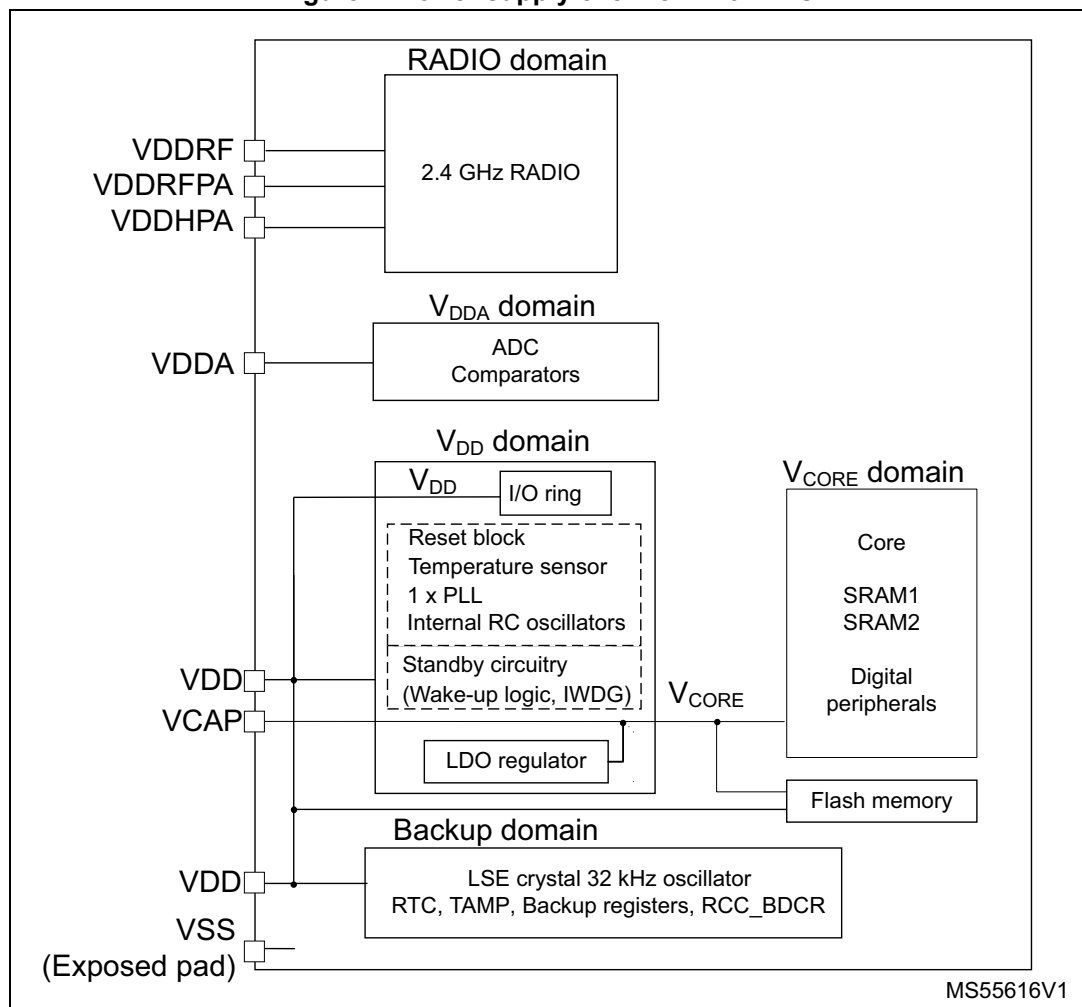 RADIO domain
VDDRF
VDDRFPA
VDDHPA
2.4 GHz RADIO
VDDA domain
VDDA
ADC
Comparators
VDD domain
VDD
I/O ring
Reset block
Temperature sensor
1 x PLL
Internal RC oscillators
Standby circuitry
(Wake-up logic, IWDG)
VDD
VCAP
LDO regulator
VCORE
VCORE domain
Core
SRAM1
SRAM2
Digital
peripherals
Flash memory
Backup domain
VDD
LSE crystal 32 kHz oscillator
RTC, TAMP, Backup registers, RCC_BDCR
VSS
(Exposed pad)
MS55616V1